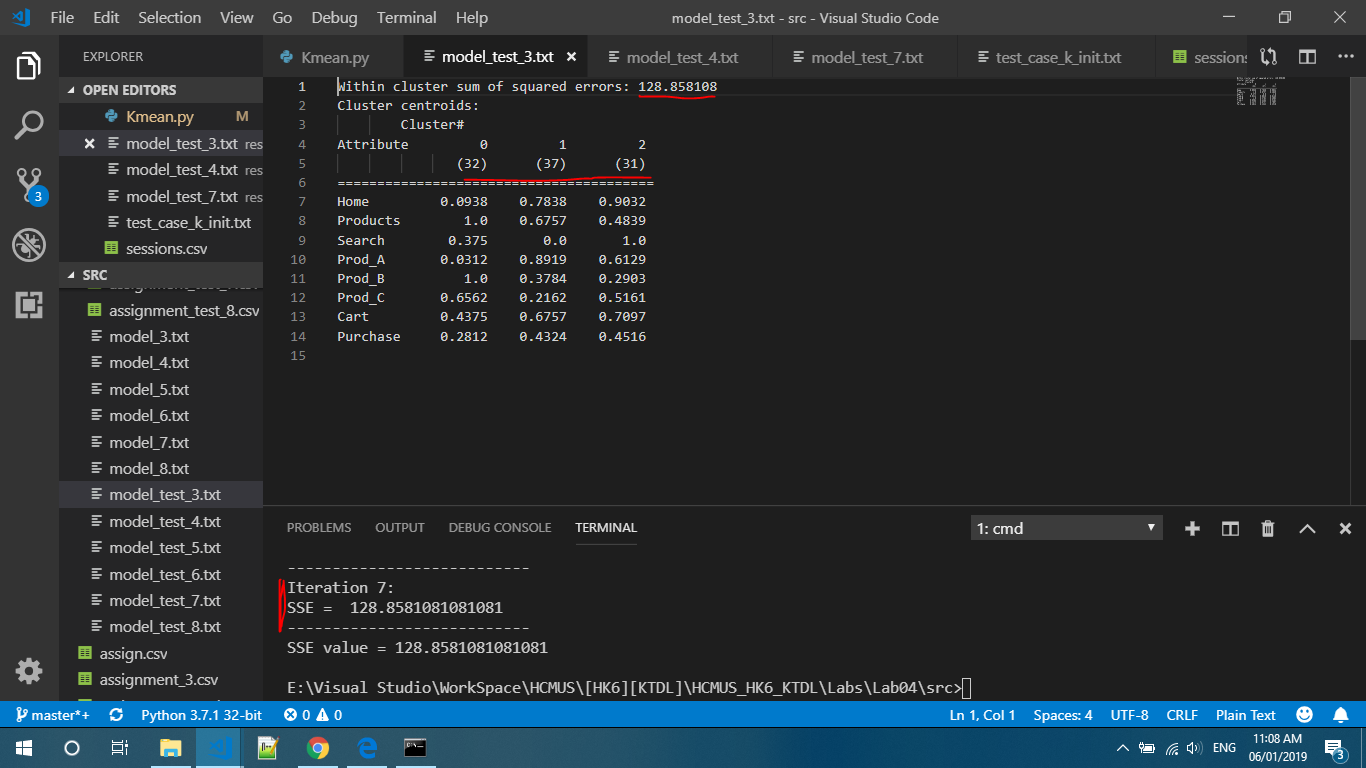 File Edit Selection View Go Debug Terminal Help
model_test_3.txt - src - Visual Studio Code
EXPLORER
OPEN EDITORS
Kmean.py M
model_test_3.txt res
model_test_4.txt res
model_test_7.txt res
test_case_k_init.txt
sessions.csv
SRC
assignment_test_8.csv
model_3.txt
model_4.txt
model_5.txt
model_6.txt
model_7.txt
model_8.txt
model_test_3.txt
model_test_4.txt
model_test_5.txt
model_test_6.txt
model_test_7.txt
model_test_8.txt
assign.csv
assignment_3.csv
3
Kmean.py model_test_3.txt model_test_4.txt model_test_7.txt test_case_k_init.txt sessions
1 Within cluster sum of squared errors: 128.858108
2 Cluster centroids:
3 Cluster#
4 Attribute 0 1 2
5 (32) (37) (31)
6 ========================================
7 Home 0.0938 0.7838 0.9032
8 Products 1.0 0.6757 0.4839
9 Search 0.375 0.0 1.0
10 Prod_A 0.0312 0.8919 0.6129
11 Prod_B 1.0 0.3784 0.2903
12 Prod_C 0.6562 0.2162 0.5161
13 Cart 0.4375 0.6757 0.7097
14 Purchase 0.2812 0.4324 0.4516
15
PROBLEMS OUTPUT DEBUG CONSOLE TERMINAL 1: cmd
---------------------------
Iteration 7:
SSE =  128.8581081081081
---------------------------
SSE value = 128.8581081081081
E:\Visual Studio\WorkSpace\HCMUS\[HK6][KTDL]\HCMUS_HK6_KTDL\Labs\Lab04\src>
master*+ Python 3.7.1 32-bit 0 0 Ln 1, Col 1 Spaces: 4 UTF-8 CRLF Plain Text
ENG 11:08 AM
06/01/2019 3